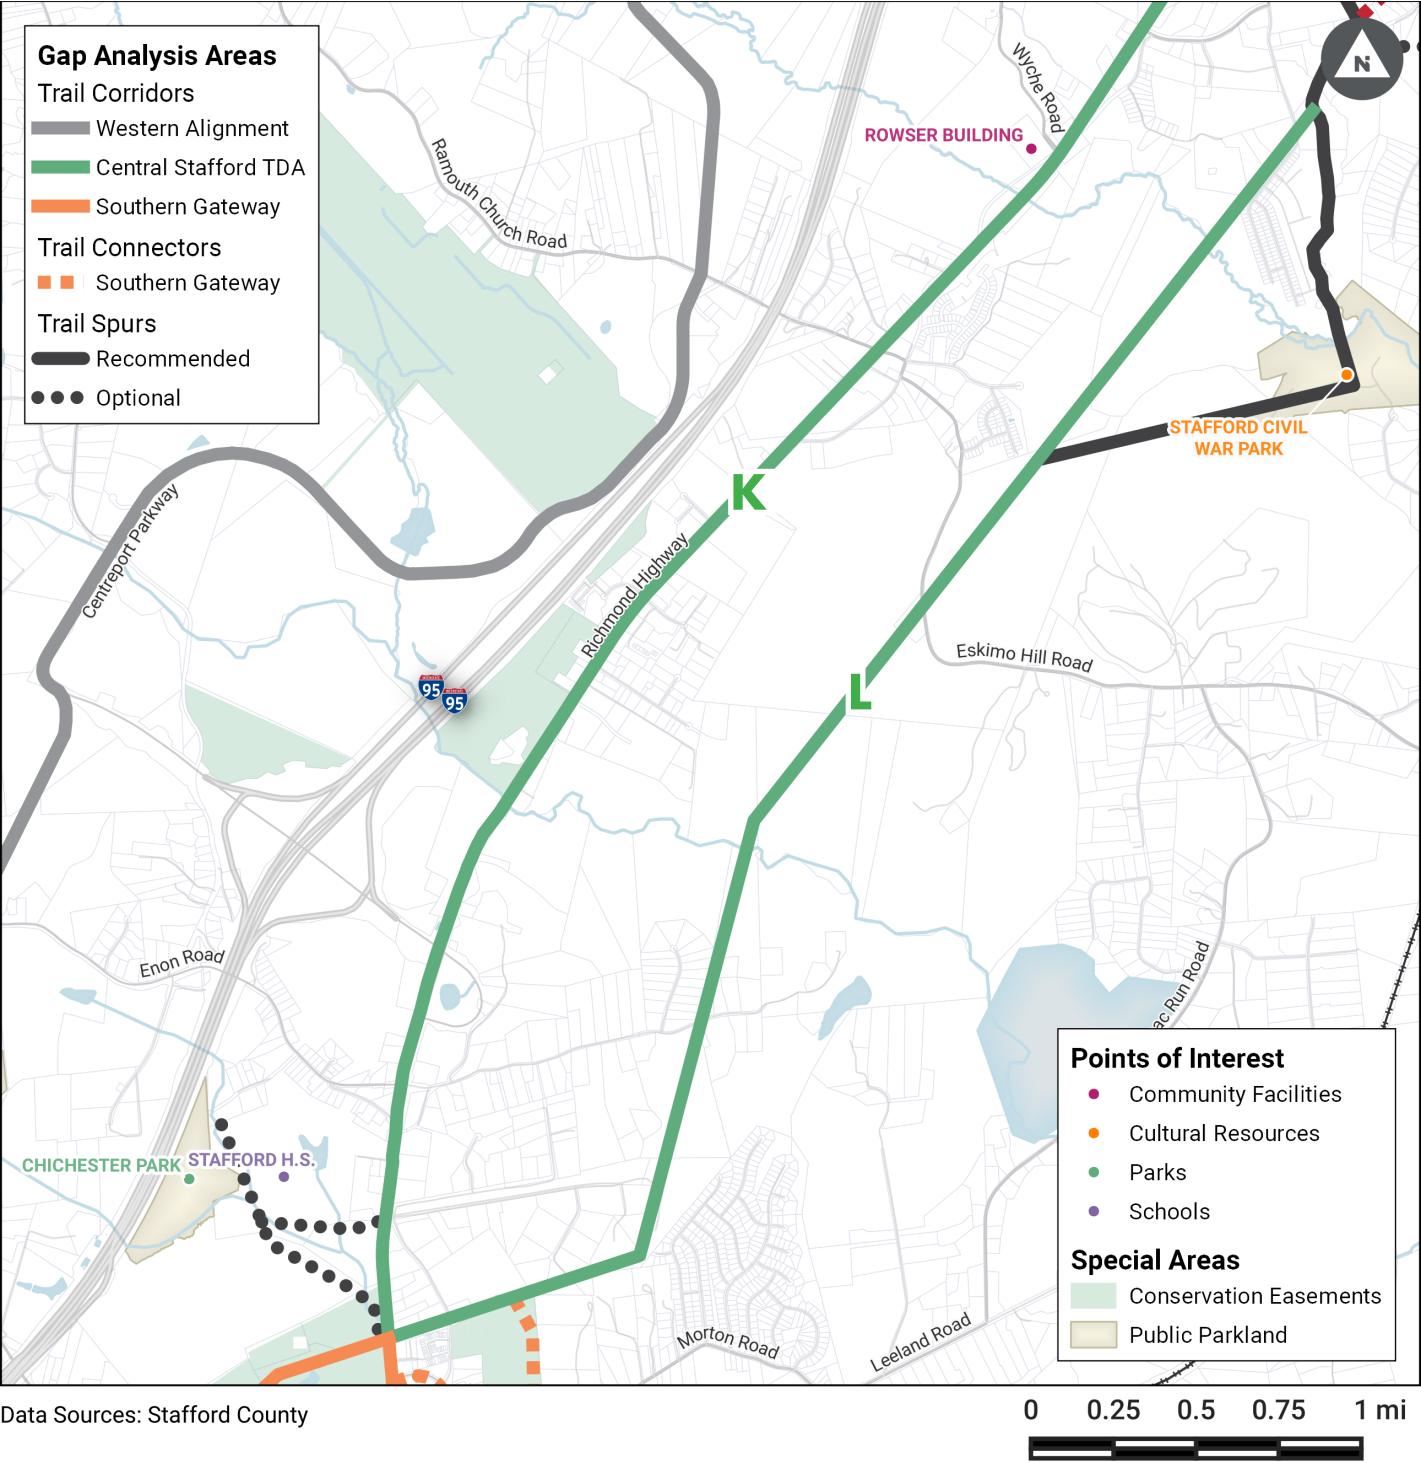 Gap Analysis Areas
Trail Corridors
Western Alignment
Central Stafford TDA
Southern Gateway
Trail Connectors
Southern Gateway
Trail Spurs
Recommended
Optional
N
Wyche Road
ROWSER BUILDING
Ramouth Church Road
STAFFORD CIVIL
WAR PARK
K
Centreport Parkway
Richmond Highway
Eskimo Hill Road
95
95
L
Enon Road
ac Run Road
CHICHESTER PARK
STAFFORD H.S.
Morton Road
Leeland Road
Points of Interest
Community Facilities
Cultural Resources
Parks
Schools
Special Areas
Conservation Easements
Public Parkland
Data Sources: Stafford County
0 0.25 0.5 0.75 1 mi